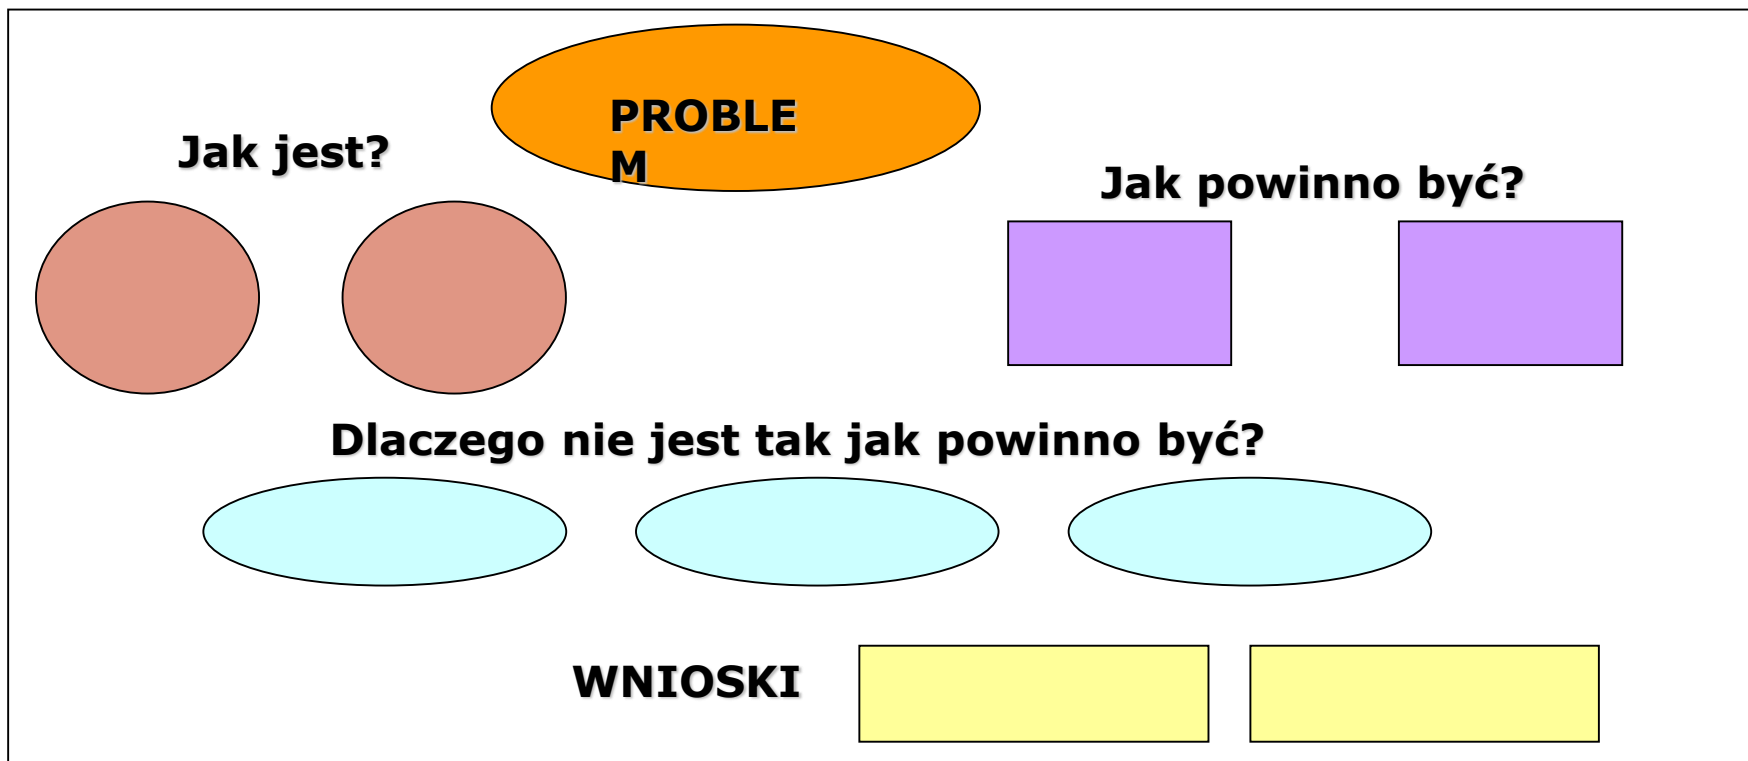 PROBLE
M
Jak jest?
Jak powinno być?
Dlaczego nie jest tak jak powinno być?
WNIOSKI